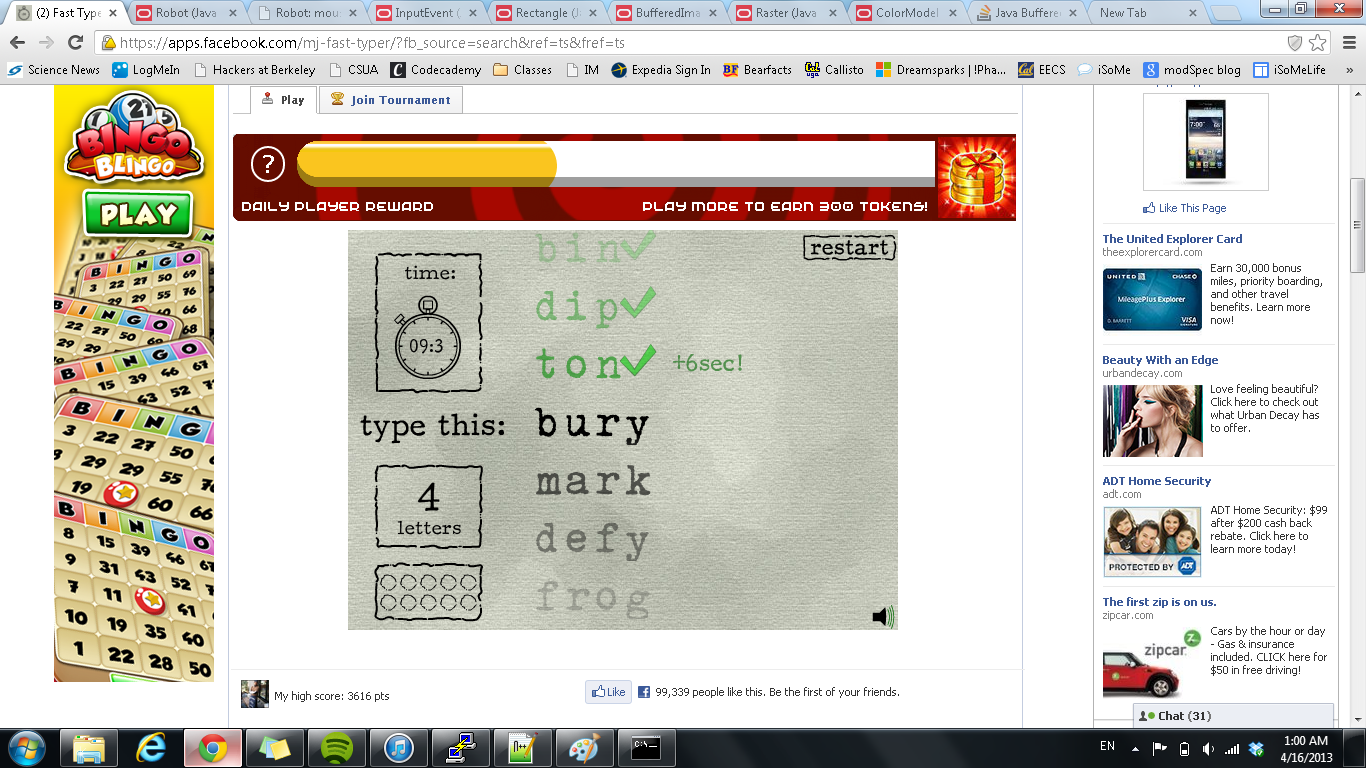 (2) Fast Type
Robot (Java
Robot: mous
InputEvent (
Rectangle (J
BufferedIma
Raster (Java
ColorModel
Java Buffere
New Tab
https://apps.facebook.com/mj-fast-typer/?fb_source=search&ref=ts&fref=ts
Science News
LogMeIn
Hackers at Berkeley
CSUA
Codecademy
Classes
IM
Expedia Sign In
Bearfacts
Callisto
Dreamsparks | !Pha...
EECS
iSoMe
modSpec blog
iSoMeLife
»
BINGO
BLINGO
PLAY
Play
Join Tournament
?
DAILY PLAYER REWARD
PLAY MORE TO EARN 300 TOKENS!
time:
09:3
bin
dip
ton
+6sec!
restart
type this:
bury
mark
defy
frog
4
letters
My high score: 3616 pts
Like
99,339 people like this. Be the first of your friends.
Like This Page
The United Explorer Card
theexplorercard.com
UNITED
CHASE
MileagePlus Explorer
VISA
Earn 30,000 bonus
miles, priority boarding,
and other travel
benefits. Learn more
now!
Beauty With an Edge
urbandecay.com
Love feeling beautiful?
Click here to check out
what Urban Decay has
to offer.
ADT Home Security
adt.com
PROTECTED BY ADT
ADT Home Security: $99
after $200 cash back
rebate. Click here to
learn more today!
The first zip is on us.
zipcar.com
zipcar
Cars by the hour or day
- Gas & insurance
included. CLICK here for
$50 in free driving!
Chat (31)
EN
1:00 AM
4/16/2013